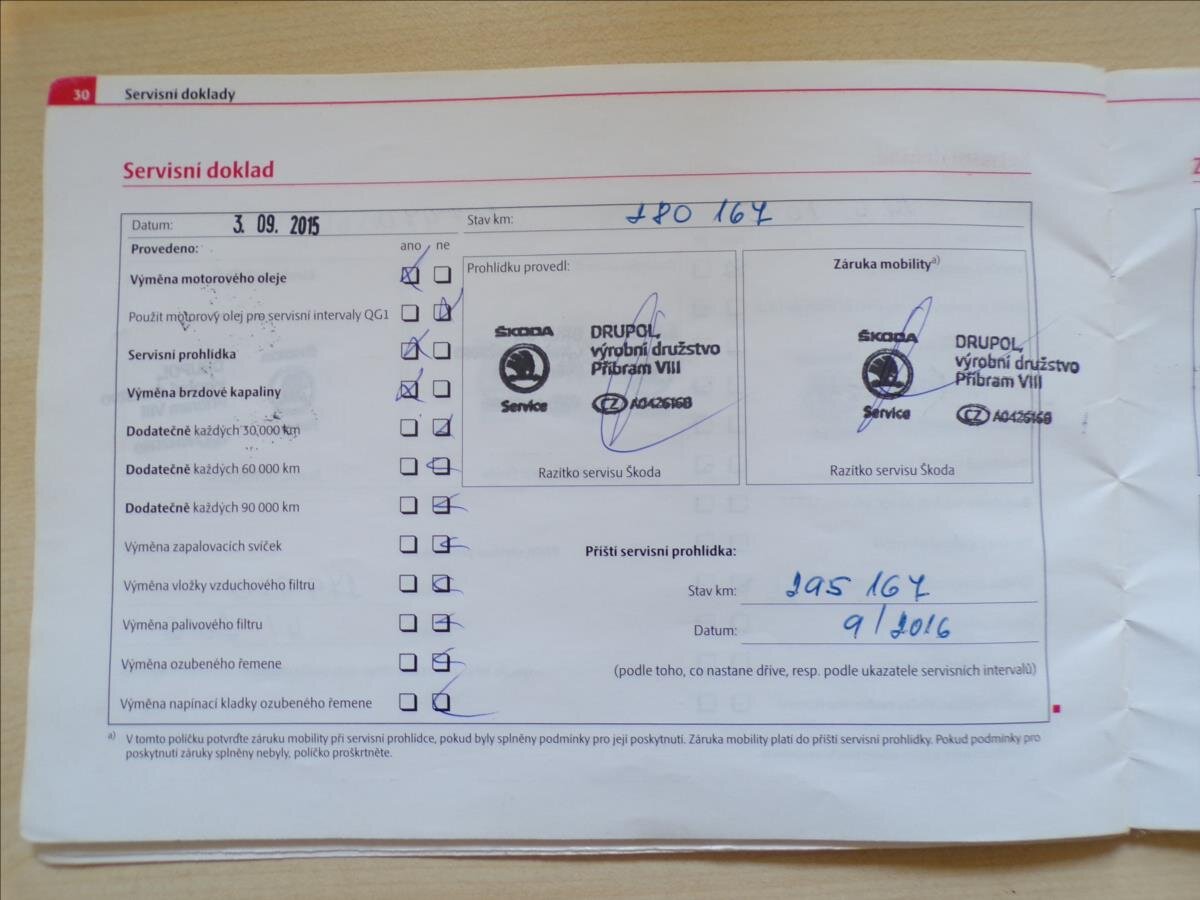 30 Servisní doklady
Servisní doklad
Datum: 3. 09. 2015 Stav km: 180 167
Provedeno: ano ne
Výměna motorového oleje
Použit motorový olej pro servisní intervaly QG1
Servisní prohlídka
Výměna brzdové kapaliny
Dodatečně každých 30 000 km
Dodatečně každých 60 000 km
Dodatečně každých 90 000 km
Výměna zapalovacích svíček
Výměna vložky vzduchového filtru
Výměna palivového filtru
Výměna ozubeného řemene
Výměna napínací kladky ozubeného řemene
Prohlídku provedl:
ŠKODA
Service
DRUPOL,
výrobní družstvo
Příbram VIII
CZ A0426168
Razítko servisu Škoda
Záruka mobility a)
ŠKODA
Service
DRUPOL,
výrobní družstvo
Příbram VIII
CZ A0426168
Razítko servisu Škoda
Příští servisní prohlídka:
Stav km: 195 167
Datum: 9/2016
(podle toho, co nastane dříve, resp. podle ukazatele servisních intervalů)
a) V tomto políčku potvrďte záruku mobility při servisní prohlídce, pokud byly splněny podmínky pro její poskytnutí. Záruka mobility platí do příští servisní prohlídky. Pokud podmínky pro
poskytnutí záruky splněny nebyly, políčko proškrtněte.